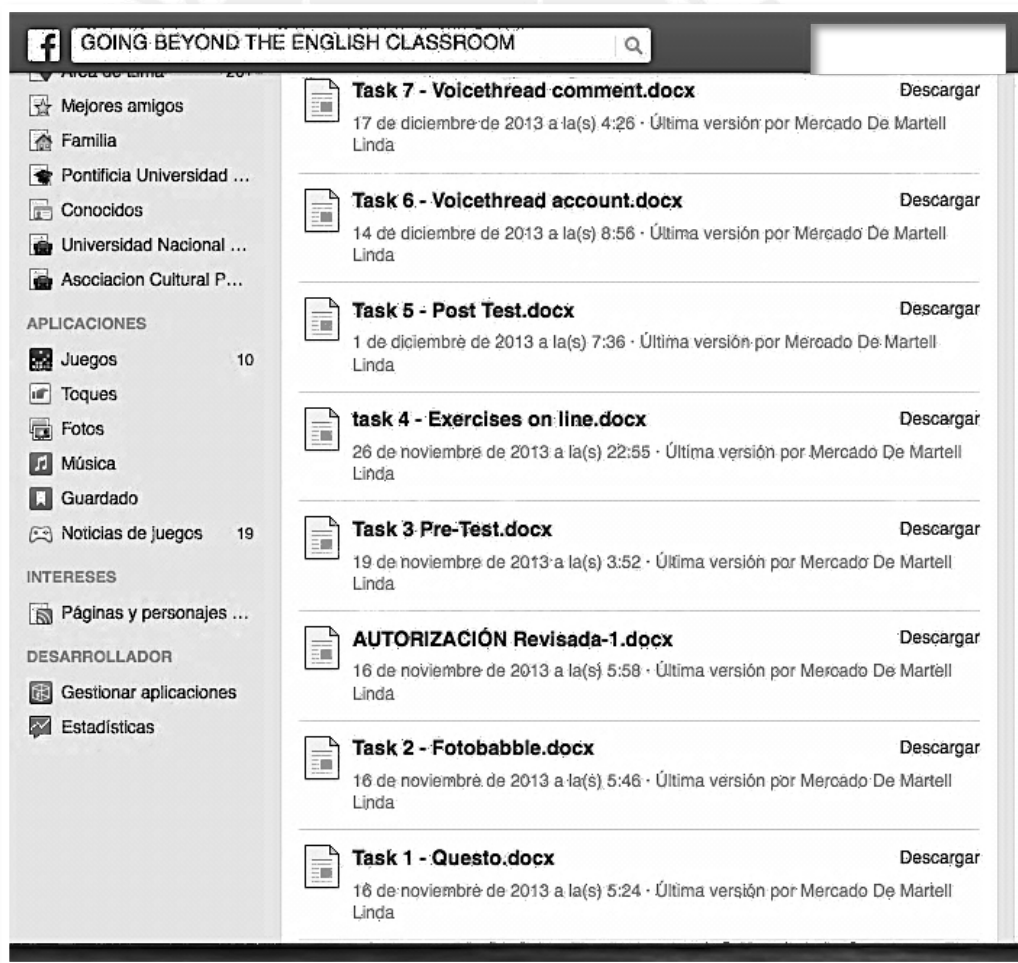 f GOING BEYOND THE ENGLISH CLASSROOM
Área de Lima
Mejores amigos
Familia
Pontificia Universidad ...
Conocidos
Universidad Nacional ...
Asociacion Cultural P...
APLICACIONES
Juegos 10
Toques
Fotos
Música
Guardado
Noticias de juegos 19
INTERESES
Páginas y personajes ...
DESARROLLADOR
Gestionar aplicaciones
Estadísticas
Task 7 - Voicethread comment.docx Descargar
17 de diciembre de 2013 a la(s) 4:26 · Última versión por Mercado De Martell
Linda
Task 6 - Voicethread account.docx Descargar
14 de diciembre de 2013 a la(s) 8:56 · Última versión por Mercado De Martell
Linda
Task 5 - Post Test.docx Descargar
1 de diciembre de 2013 a la(s) 7:36 · Última versión por Mercado De Martell
Linda
task 4 - Exercises on line.docx Descargar
26 de noviembre de 2013 a la(s) 22:55 · Última versión por Mercado De Martell
Linda
Task 3 Pre-Test.docx Descargar
19 de noviembre de 2013 a la(s) 3:52 · Última versión por Mercado De Martell
Linda
AUTORIZACIÓN Revisada-1.docx Descargar
16 de noviembre de 2013 a la(s) 5:58 · Última versión por Mercado De Martell
Linda
Task 2 - Fotobabble.docx Descargar
16 de noviembre de 2013 a la(s) 5:46 · Última versión por Mercado De Martell
Linda
Task 1 - Questo.docx Descargar
16 de noviembre de 2013 a la(s) 5:24 · Última versión por Mercado De Martell
Linda